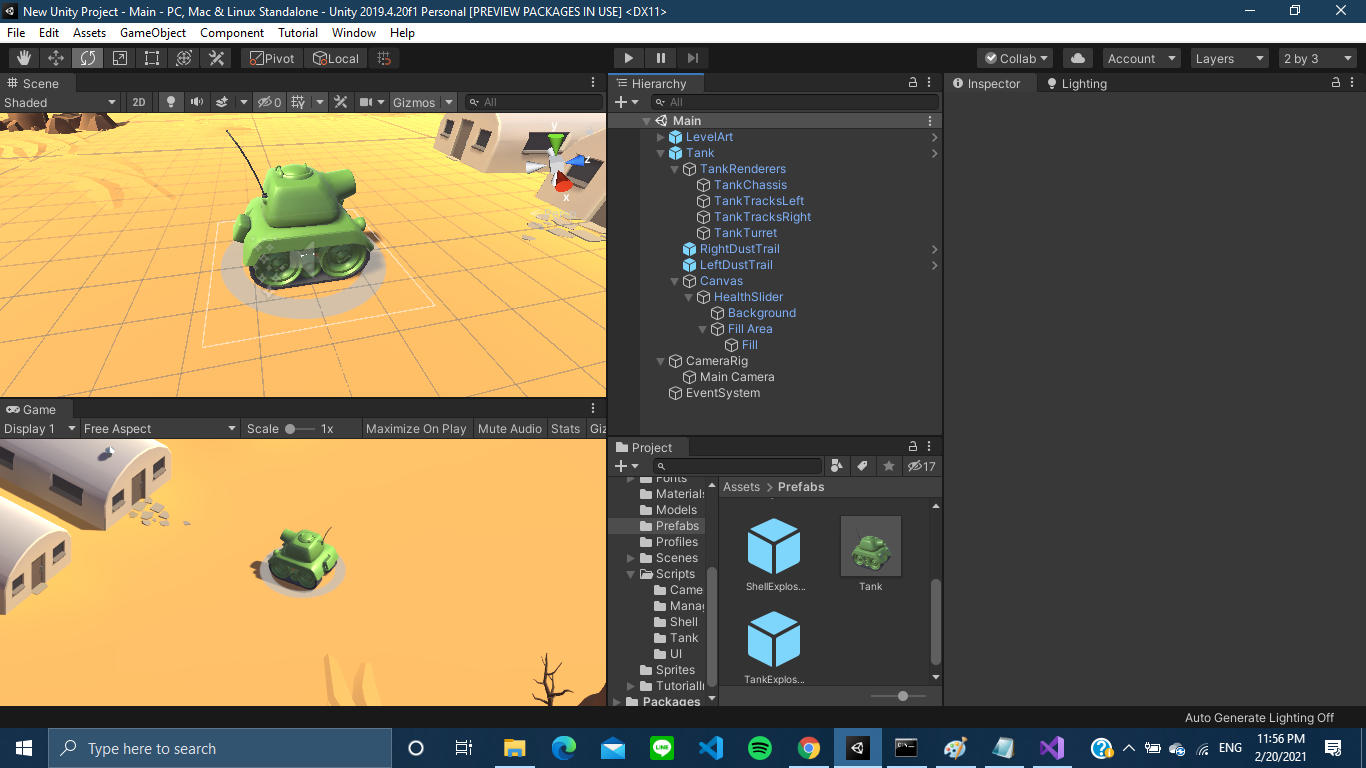 New Unity Project - Main - PC, Mac & Linux Standalone - Unity 2019.4.20f1 Personal [PREVIEW PACKAGES IN USE] <DX11>
File Edit Assets GameObject Component Tutorial Window Help
Pivot Local Collab Account Layers 2 by 3
Scene
Shaded 2D 0 Gizmos All
y
z
x
Game
Display 1 Free Aspect Scale 1x Maximize On Play Mute Audio Stats Giz
Hierarchy
All
Main
LevelArt
Tank
TankRenderers
TankChassis
TankTracksLeft
TankTracksRight
TankTurret
RightDustTrail
LeftDustTrail
Canvas
HealthSlider
Background
Fill Area
Fill
CameraRig
Main Camera
EventSystem
Project
17
Fonts
Materials
Models
Prefabs
Profiles
Scenes
Scripts
Came
Manag
Shell
Tank
UI
Sprites
TutorialIn
Packages
Assets > Prefabs
ShellExplos...
Tank
TankExplos...
Inspector Lighting
Auto Generate Lighting Off
Type here to search
ENG
11:56 PM
2/20/2021